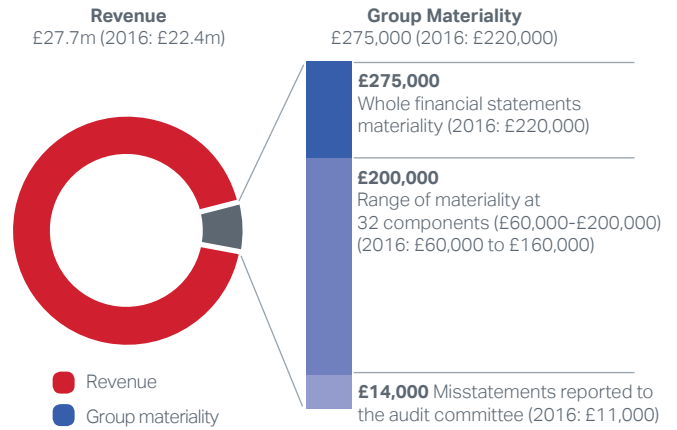 Revenue
£27.7m (2016: £22.4m)
Group Materiality
£275,000 (2016: £220,000)
£275,000
Whole financial statements
materiality (2016: £220,000)
£200,000
Range of materiality at
32 components (£60,000-£200,000)
(2016: £60,000 to £160,000)
£14,000 Misstatements reported to
the audit committee (2016: £11,000)
Revenue
Group materiality